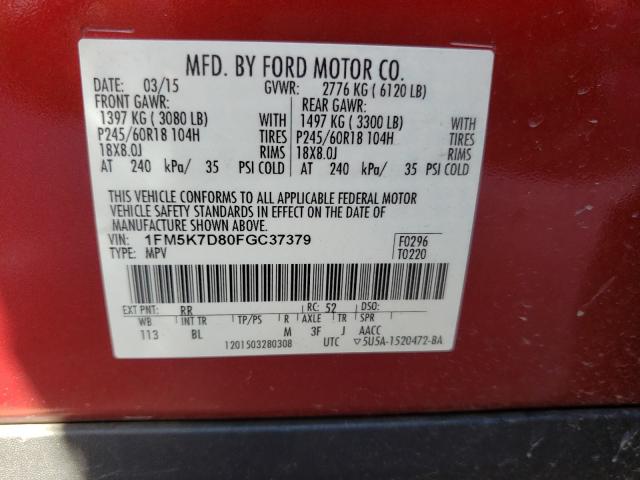 MFD. BY FORD MOTOR CO.
DATE: 03/15 GVWR: 2776 KG ( 6120 LB)
FRONT GAWR: REAR GAWR:
1397 KG ( 3080 LB) WITH 1497 KG ( 3300 LB) WITH
P245/60R18 104H TIRES P245/60R18 104H TIRES
18X8.0J RIMS 18X8.0J RIMS
AT 240 kPa/ 35 PSI COLD AT 240 kPa/ 35 PSI COLD
THIS VEHICLE CONFORMS TO ALL APPLICABLE FEDERAL MOTOR
VEHICLE SAFETY STANDARDS IN EFFECT ON THE DATE OF
MANUFACTURE SHOWN ABOVE.
VIN: 1FM5K7D80FGC37379 F0296
TYPE: MPV T0220
EXT PNT: RR RC: 52 DSO:
WB INT TR TP/PS R AXLE TR SPR
113 BL M 3F J AACC
1201503280308 UTC ▽5U5A-1520472-BA